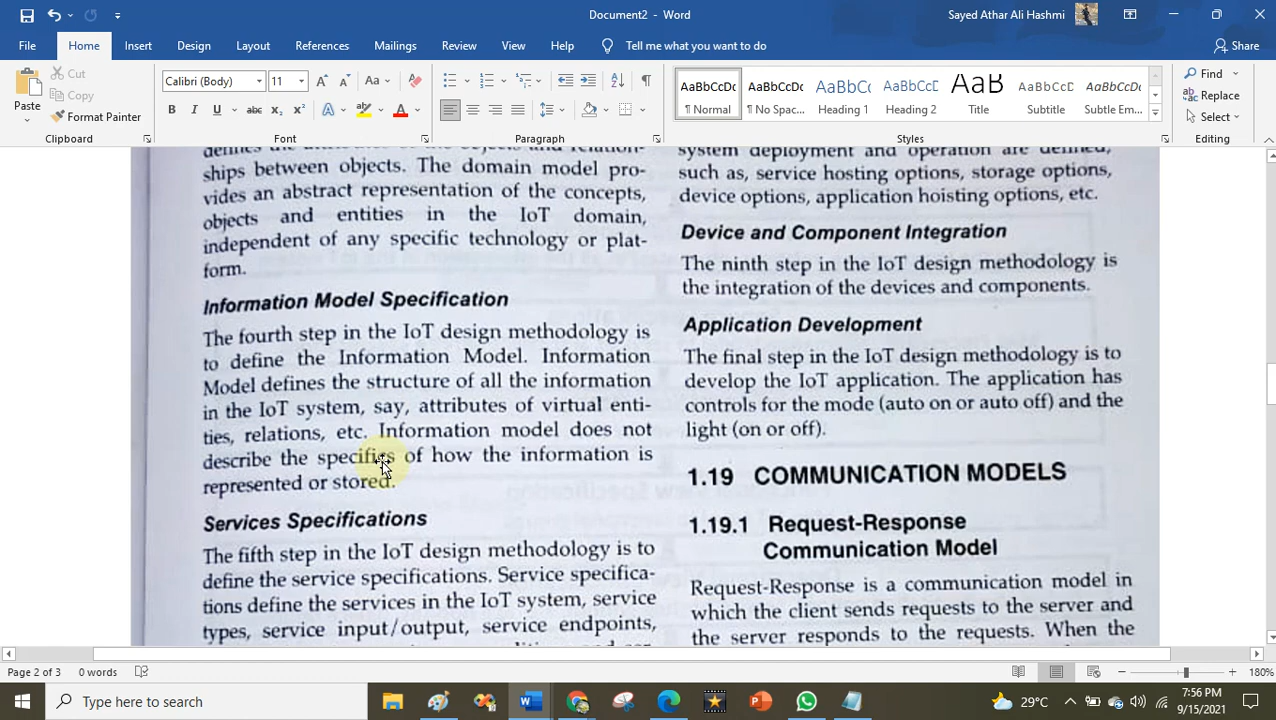 Document2 - Word
Sayed Athar Ali Hashmi
File Home Insert Design Layout References Mailings Review View Help Tell me what you want to do Share
Paste
Cut
Copy
Format Painter
Clipboard
Calibri (Body) 11
Font
Paragraph
AaBbCcDd AaBbCcDd AaBbCc AaBbCcD AaB AaBbCcD AaBbCcDd
¶ Normal ¶ No Spac... Heading 1 Heading 2 Title Subtitle Subtle Em...
Styles
Find
Replace
Select
Editing
ships between objects. The domain model pro-
vides an abstract representation of the concepts,
objects and entities in the IoT domain,
independent of any specific technology or plat-
form.
Information Model Specification
The fourth step in the IoT design methodology is
to define the Information Model. Information
Model defines the structure of all the information
in the IoT system, say, attributes of virtual enti-
ties, relations, etc. Information model does not
describe the specifics of how the information is
represented or stored.
Services Specifications
The fifth step in the IoT design methodology is to
define the service specifications. Service specifica-
tions define the services in the IoT system, service
types, service input/output, service endpoints,
system deployment and operation are defined,
such as, service hosting options, storage options,
device options, application hoisting options, etc.
Device and Component Integration
The ninth step in the IoT design methodology is
the integration of the devices and components.
Application Development
The final step in the IoT design methodology is to
develop the IoT application. The application has
controls for the mode (auto on or auto off) and the
light (on or off).
1.19 COMMUNICATION MODELS
1.19.1 Request-Response
Communication Model
Request-Response is a communication model in
which the client sends requests to the server and
the server responds to the requests. When the
Page 2 of 3 0 words
180%
Type here to search
29°C
7:56 PM
9/15/2021